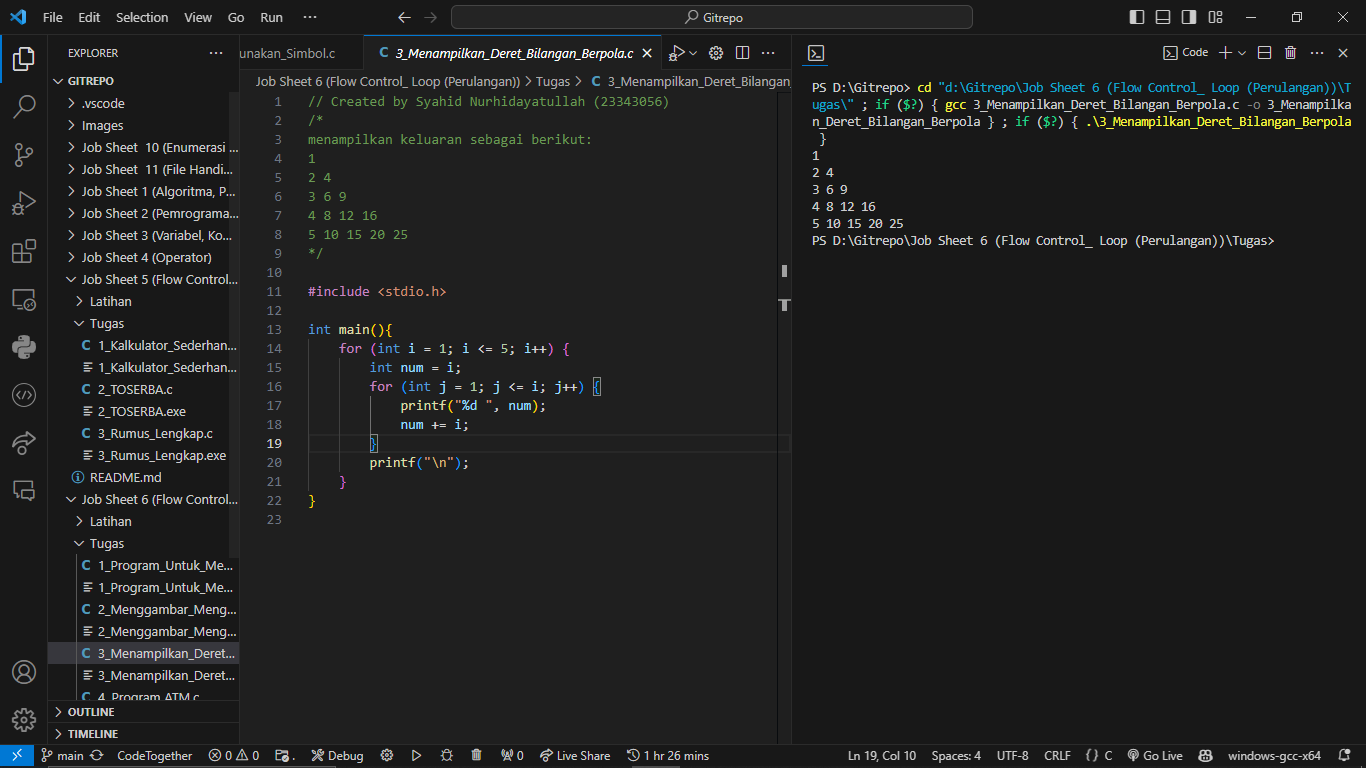 File Edit Selection View Go Run ··· Gitrepo
EXPLORER ···
GITREPO
.vscode
Images
Job Sheet  10 (Enumerasi ...
Job Sheet  11 (File Handi...
Job Sheet 1 (Algoritma, P...
Job Sheet 2 (Pemrograma...
Job Sheet 3 (Variabel, Ko...
Job Sheet 4 (Operator)
Job Sheet 5 (Flow Control...
Latihan
Tugas
C 1_Kalkulator_Sederhan...
1_Kalkulator_Sederhan...
C 2_TOSERBA.c
2_TOSERBA.exe
C 3_Rumus_Lengkap.c
3_Rumus_Lengkap.exe
README.md
Job Sheet 6 (Flow Control...
Latihan
Tugas
C 1_Program_Untuk_Me...
1_Program_Untuk_Me...
C 2_Menggambar_Meng...
2_Menggambar_Meng...
C 3_Menampilkan_Deret...
3_Menampilkan_Deret...
C 4_Program_ATM.c
OUTLINE
TIMELINE
unakan_Simbol.c C 3_Menampilkan_Deret_Bilangan_Berpola.c
Job Sheet 6 (Flow Control_ Loop (Perulangan)) > Tugas > C 3_Menampilkan_Deret_Bilangan_
1 // Created by Syahid Nurhidayatullah (23343056)
2 /*
3 menampilkan keluaran sebagai berikut:
4 1
5 2 4
6 3 6 9
7 4 8 12 16
8 5 10 15 20 25
9 */
10
11 #include <stdio.h>
12
13 int main(){
14 for (int i = 1; i <= 5; i++) {
15 int num = i;
16 for (int j = 1; j <= i; j++) {
17 printf("%d ", num);
18 num += i;
19 }
20 printf("\n");
21 }
22 }
23
Code
PS D:\Gitrepo> cd "d:\Gitrepo\Job Sheet 6 (Flow Control_ Loop (Perulangan))\T
ugas\" ; if ($?) { gcc 3_Menampilkan_Deret_Bilangan_Berpola.c -o 3_Menampilka
n_Deret_Bilangan_Berpola } ; if ($?) { .\3_Menampilkan_Deret_Bilangan_Berpola
}
1
2 4
3 6 9
4 8 12 16
5 10 15 20 25
PS D:\Gitrepo\Job Sheet 6 (Flow Control_ Loop (Perulangan))\Tugas>
main CodeTogether 0 0 Debug 0 Live Share 1 hr 26 mins Ln 19, Col 10 Spaces: 4 UTF-8 CRLF { } C Go Live windows-gcc-x64